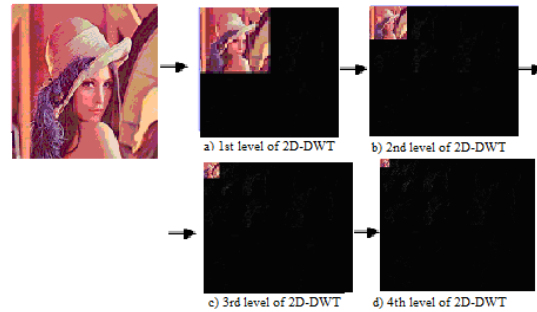 a) 1st level of 2D-DWT
b) 2nd level of 2D-DWT
c) 3rd level of 2D-DWT
d) 4th level of 2D-DWT